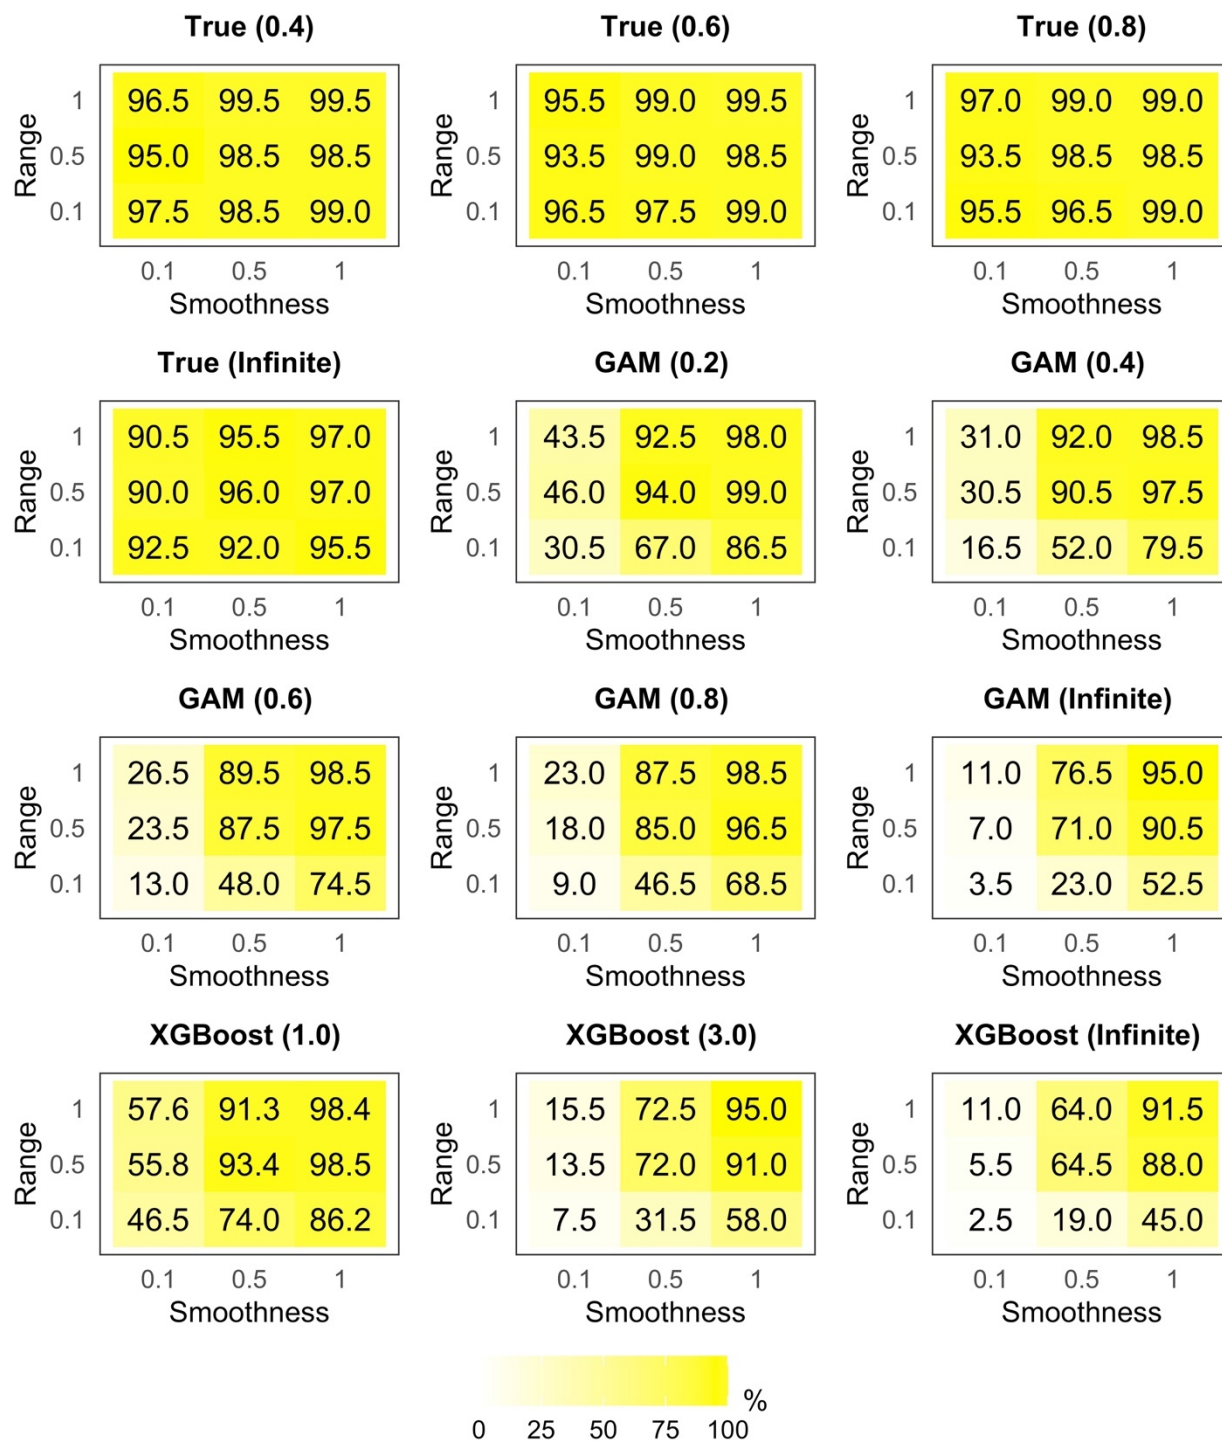 True (0.4) True (0.6) True (0.8)
1 96.5 99.5 99.5 1 95.5 99.0 99.5 1 97.0 99.0 99.0
Range 0.5 95.0 98.5 98.5 Range 0.5 93.5 99.0 98.5 Range 0.5 93.5 98.5 98.5
0.1 97.5 98.5 99.0 0.1 96.5 97.5 99.0 0.1 95.5 96.5 99.0
0.1 0.5 1 0.1 0.5 1 0.1 0.5 1
Smoothness Smoothness Smoothness
True (Infinite) GAM (0.2) GAM (0.4)
1 90.5 95.5 97.0 1 43.5 92.5 98.0 1 31.0 92.0 98.5
Range 0.5 90.0 96.0 97.0 Range 0.5 46.0 94.0 99.0 Range 0.5 30.5 90.5 97.5
0.1 92.5 92.0 95.5 0.1 30.5 67.0 86.5 0.1 16.5 52.0 79.5
0.1 0.5 1 0.1 0.5 1 0.1 0.5 1
Smoothness Smoothness Smoothness
GAM (0.6) GAM (0.8) GAM (Infinite)
1 26.5 89.5 98.5 1 23.0 87.5 98.5 1 11.0 76.5 95.0
Range 0.5 23.5 87.5 97.5 Range 0.5 18.0 85.0 96.5 Range 0.5 7.0 71.0 90.5
0.1 13.0 48.0 74.5 0.1 9.0 46.5 68.5 0.1 3.5 23.0 52.5
0.1 0.5 1 0.1 0.5 1 0.1 0.5 1
Smoothness Smoothness Smoothness
XGBoost (1.0) XGBoost (3.0) XGBoost (Infinite)
1 57.6 91.3 98.4 1 15.5 72.5 95.0 1 11.0 64.0 91.5
Range 0.5 55.8 93.4 98.5 Range 0.5 13.5 72.0 91.0 Range 0.5 5.5 64.5 88.0
0.1 46.5 74.0 86.2 0.1 7.5 31.5 58.0 0.1 2.5 19.0 45.0
0.1 0.5 1 0.1 0.5 1 0.1 0.5 1
Smoothness Smoothness Smoothness
%
0 25 50 75 100